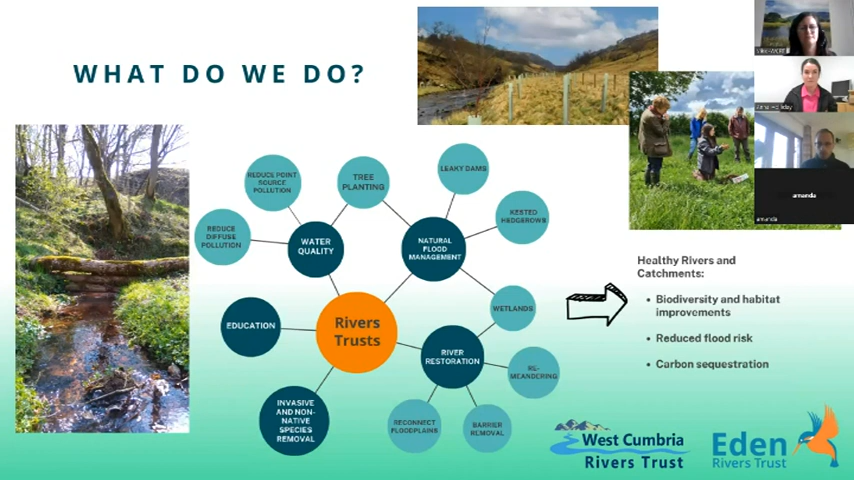 WHAT DO WE DO?
REDUCE POINT
SOURCE
POLLUTION
TREE
PLANTING
LEAKY DAMS
KESTED
HEDGEROWS
REDUCE
DIFFUSE
POLLUTION
WATER
QUALITY
NATURAL
FLOOD
MANAGEMENT
EDUCATION
Rivers
Trusts
WETLANDS
RIVER
RESTORATION
RE-
MEANDERING
INVASIVE
AND NON-
NATIVE
SPECIES
REMOVAL
RECONNECT
FLOODPLAINS
BARRIER
REMOVAL
Healthy Rivers and
Catchments:
• Biodiversity and habitat
improvements
• Reduced flood risk
• Carbon sequestration
West Cumbria
Rivers Trust
Eden
Rivers Trust
amanda
amanda